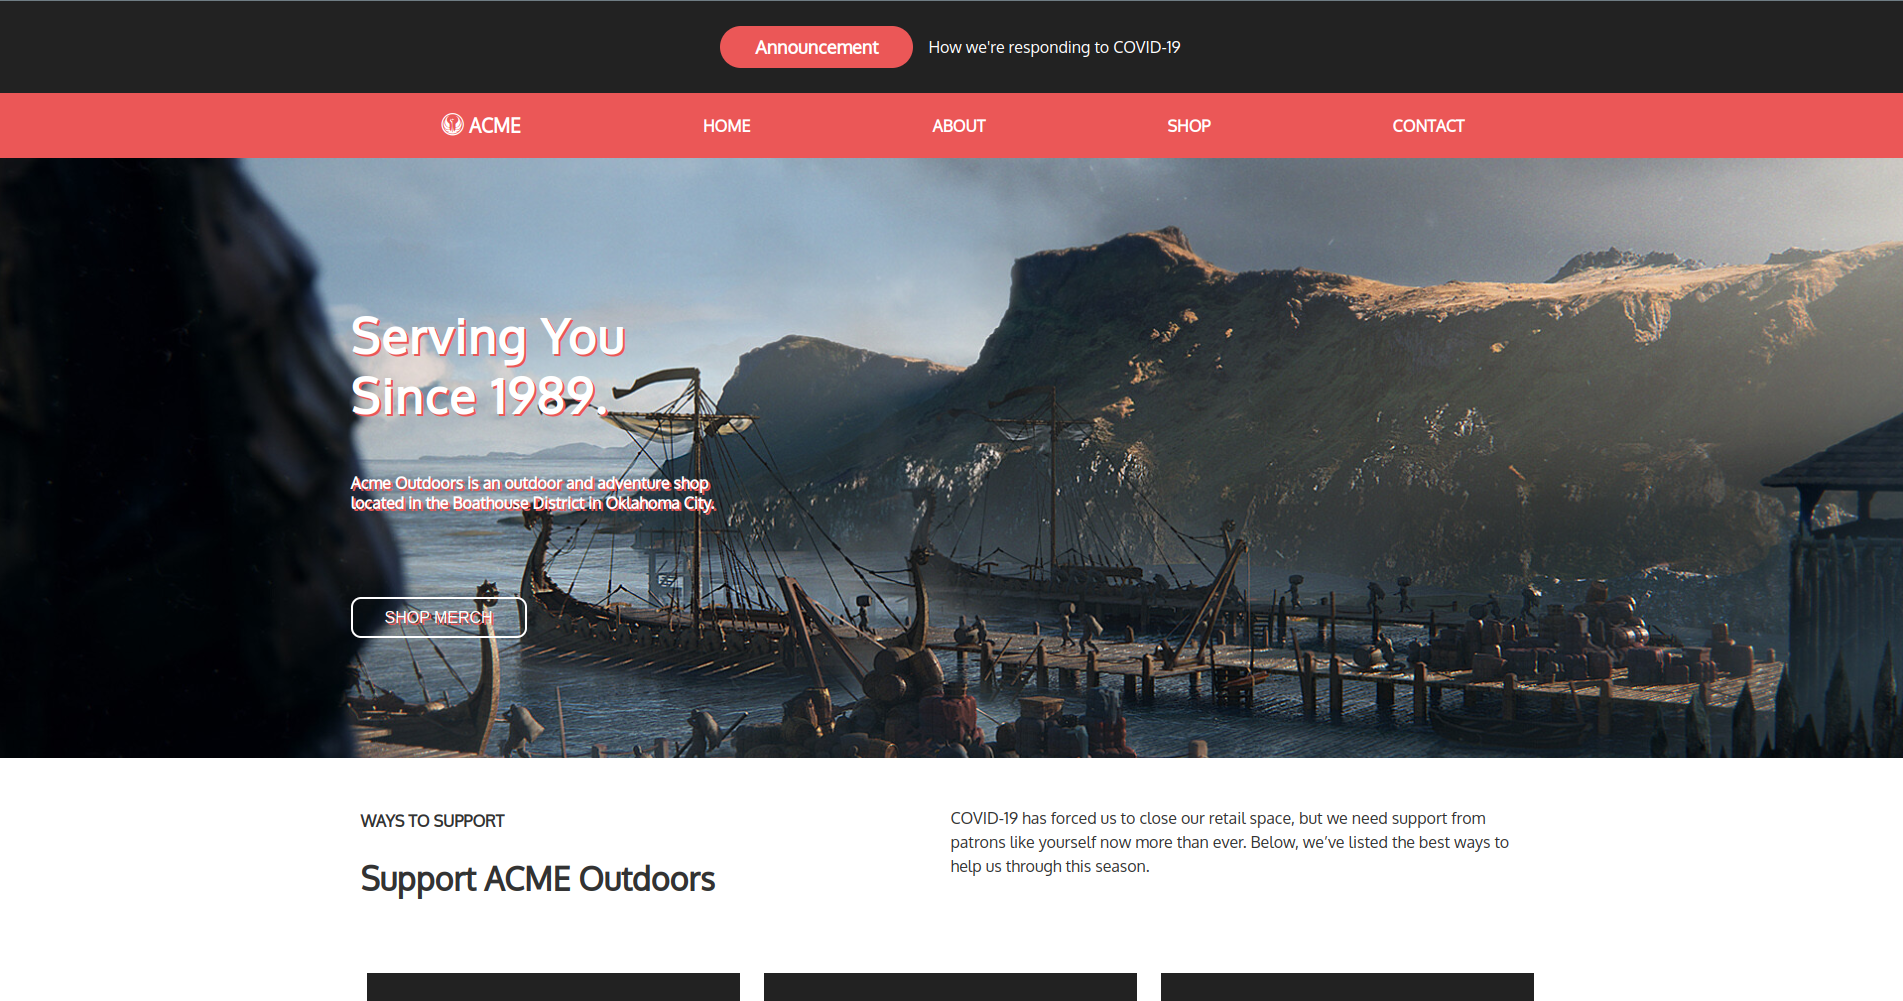 Announcement How we're responding to COVID-19
ACME HOME ABOUT SHOP CONTACT
Serving You
Since 1989.
Acme Outdoors is an outdoor and adventure shop
located in the Boathouse District in Oklahoma City.
SHOP MERCH
WAYS TO SUPPORT
Support ACME Outdoors
COVID-19 has forced us to close our retail space, but we need support from
patrons like yourself now more than ever. Below, we’ve listed the best ways to
help us through this season.